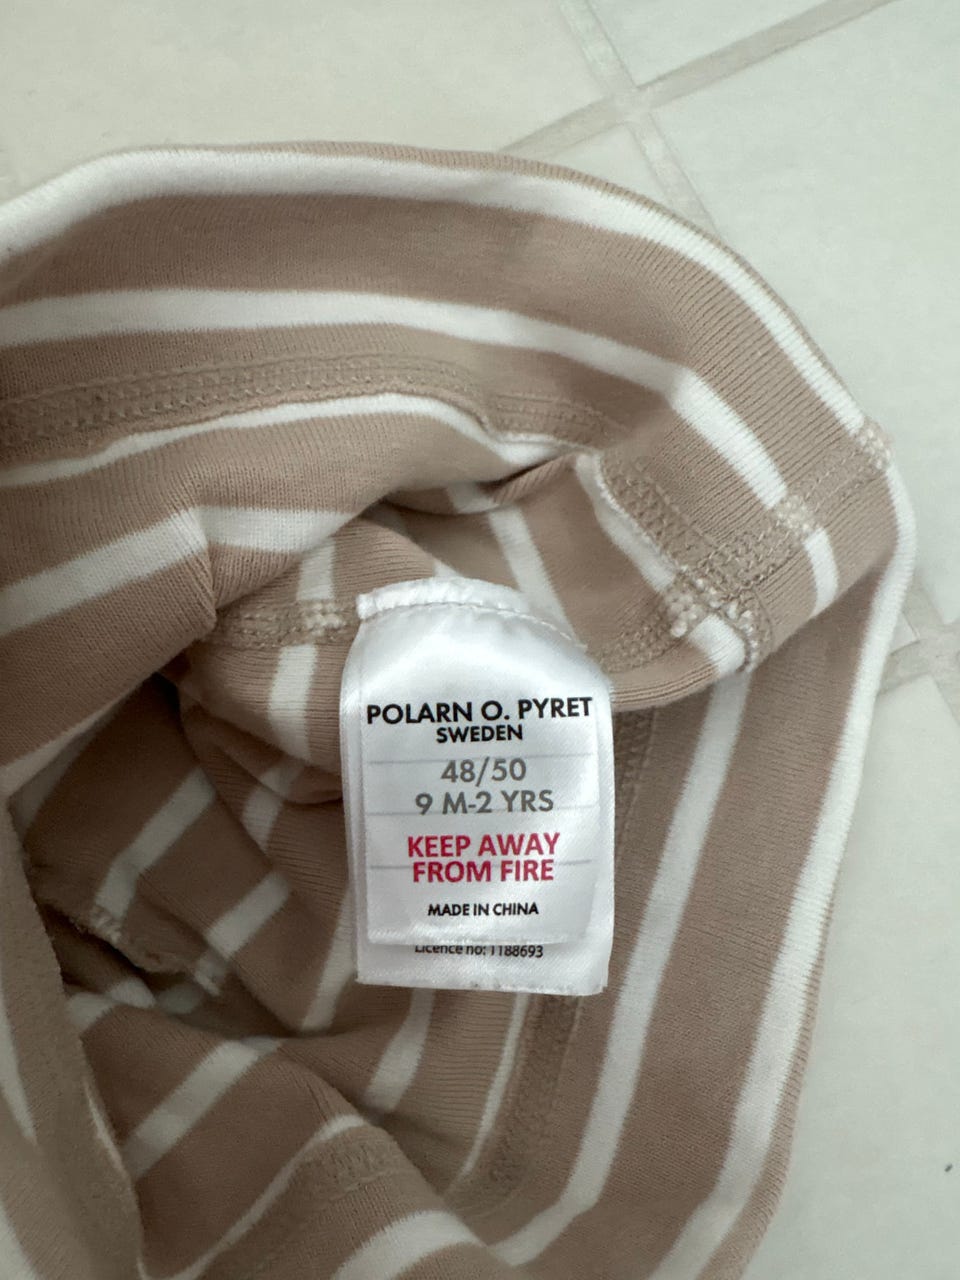 POLARN O. PYRET
SWEDEN
48/50
9 M-2 YRS
KEEP AWAY
FROM FIRE
MADE IN CHINA
Licence no: 1188693